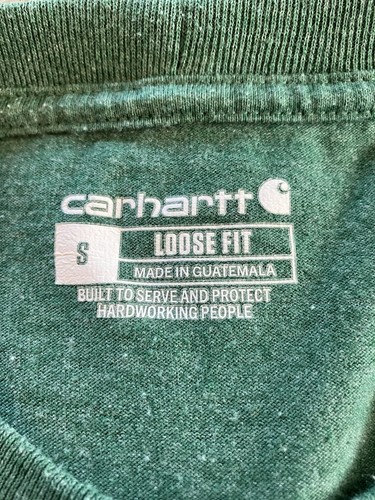 carhartt
S
LOOSE FIT
MADE IN GUATEMALA
BUILT TO SERVE AND PROTECT
HARDWORKING PEOPLE